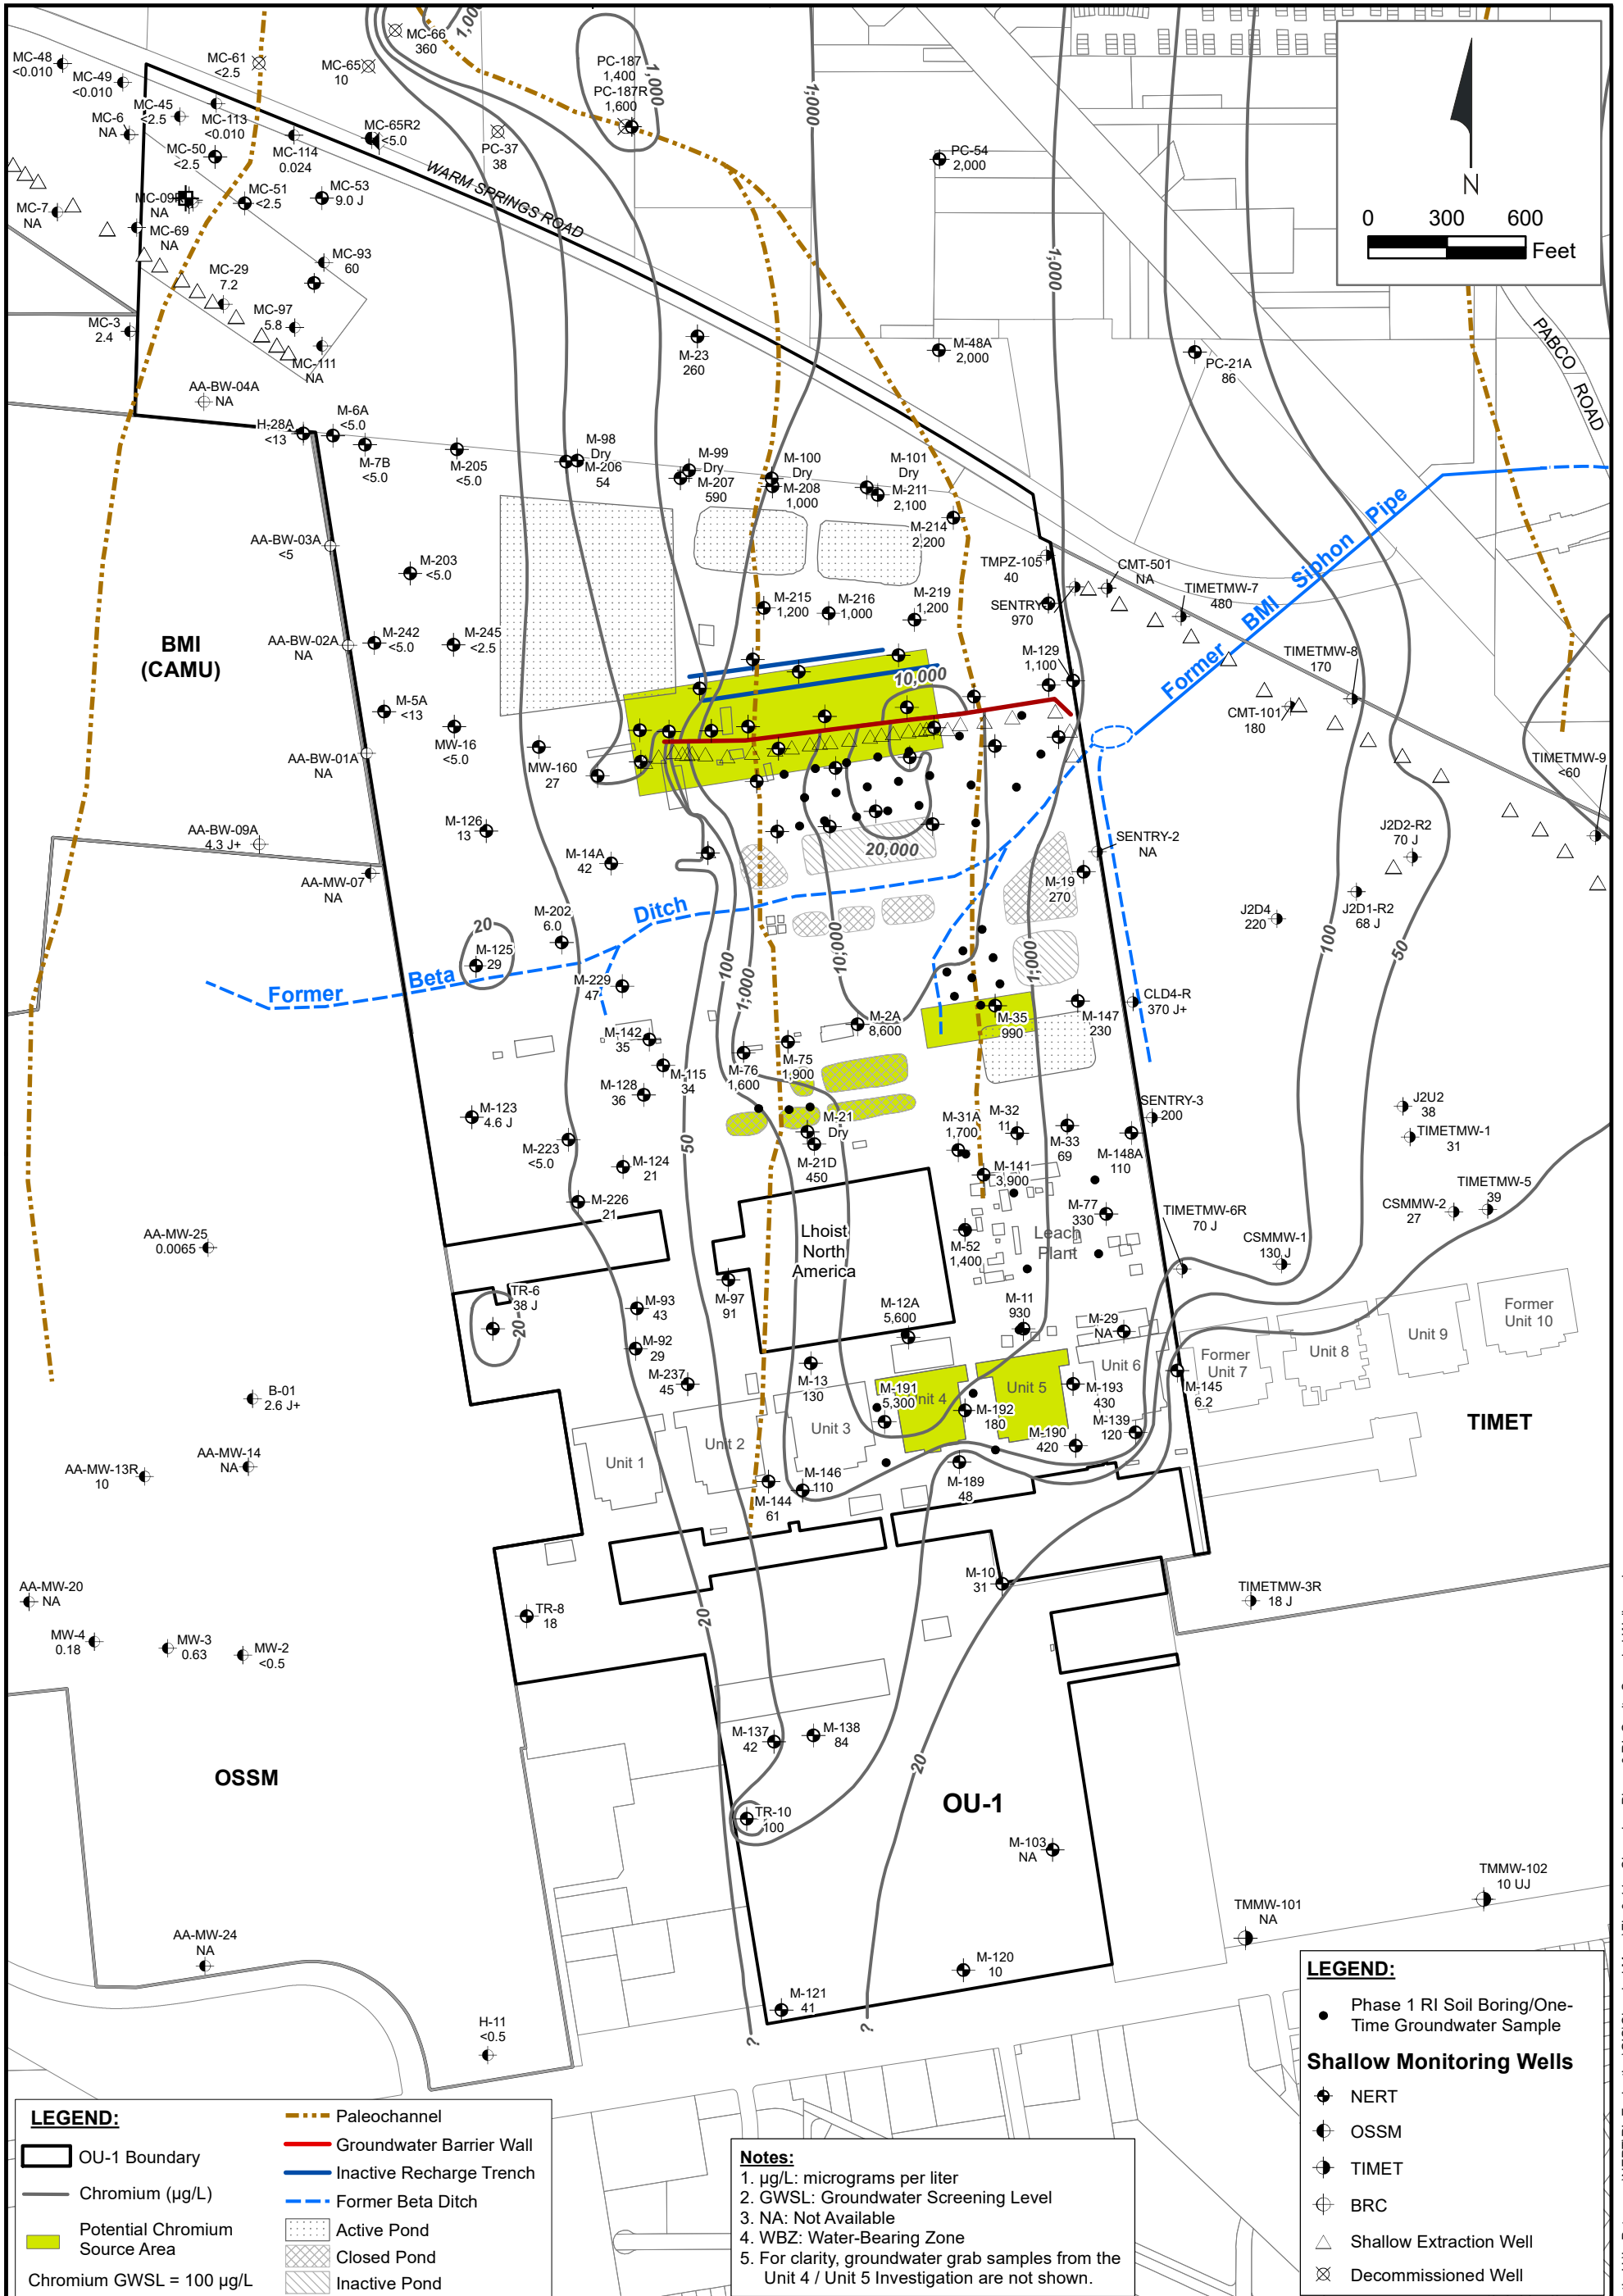 MC-48
<0.010
MC-49
<0.010
MC-61
<2.5
MC-66
360
MC-65
10
1,000
PC-187
1,400
PC-187R
1,600
1,000
1,000
MC-45
<2.5
MC-6
NA
MC-113
<0.010
MC-50
<2.5
MC-114
0.024
MC-65R2
<5.0
PC-37
38
PC-54
2,000
WARM SPRINGS ROAD
N
0 300 600
Feet
MC-7
NA
MC-09R
NA
MC-69
NA
MC-51
<2.5
MC-53
9.0 J
MC-93
60
MC-29
7.2
MC-97
5.8
MC-3
2.4
MC-111
NA
1,000
M-23
260
M-48A
2,000
PC-21A
86
PABCO ROAD
AA-BW-04A
NA
H-28A
<13
M-6A
<5.0
M-7B
<5.0
M-205
<5.0
M-98
Dry
M-206
54
M-99
Dry
M-207
590
M-100
Dry
M-208
1,000
M-101
Dry
M-211
2,100
M-214
2,200
AA-BW-03A
<5
M-203
<5.0
TMPZ-105
40
CMT-501
NA
SENTRY
970
TIMETMW-7
480
Former BMI Siphon Pipe
BMI
(CAMU)
AA-BW-02A
NA
M-242
<5.0
M-245
<2.5
M-215
1,200
M-216
1,000
M-219
1,200
M-129
1,100
TIMETMW-8
170
10,000
M-5A
<13
MW-16
<5.0
AA-BW-01A
NA
MW-160
27
CMT-101
180
TIMETMW-9
<60
AA-BW-09A
4.3 J+
M-126
13
M-14A
42
20,000
SENTRY-2
NA
M-19
270
J2D2-R2
70 J
J2D1-R2
68 J
J2D4
220
AA-MW-07
NA
20
M-125
29
M-202
6.0
Former Beta Ditch
M-229
47
100
1,000
10,000
1,000
100
50
M-2A
8,600
M-35
990
M-147
230
CLD4-R
370 J+
M-142
35
M-115
34
M-128
36
M-76
1,600
M-75
1,900
M-123
4.6 J
M-223
<5.0
M-124
21
50
M-21
Dry
M-21D
450
M-31A
1,700
M-32
11
M-33
69
M-148A
110
SENTRY-3
200
J2U2
38
TIMETMW-1
31
M-141
3,900
M-226
21
M-77
330
TIMETMW-6R
70 J
CSMMW-2
27
TIMETMW-5
39
AA-MW-25
0.0065
Lhoist
North
America
M-52
1,400
Leach
Plant
CSMMW-1
130 J
TR-6
38 J
20
M-97
91
M-93
43
M-92
29
M-12A
5,600
M-11
930
M-29
NA
Former
Unit 10
Unit 9
Unit 8
Former
Unit 7
Unit 6
Unit 5
Unit 4
B-01
2.6 J+
M-237
45
M-13
130
M-191
5,300
M-192
180
M-193
430
M-145
6.2
Unit 3
Unit 2
Unit 1
M-190
420
M-139
120
TIMET
AA-MW-14
NA
AA-MW-13R
10
M-144
61
M-146
110
M-189
48
AA-MW-20
NA
M-10
31
TIMETMW-3R
18 J
TR-8
18
20
MW-4
0.18
MW-3
0.63
MW-2
<0.5
M-137
42
M-138
84
20
OSSM
OU-1
TR-10
100
M-103
NA
TMMW-102
10 UJ
TMMW-101
NA
AA-MW-24
NA
M-120
10
M-121
41
?
?
H-11
<0.5
LEGEND:
OU-1 Boundary
Chromium (µg/L)
Potential Chromium
Source Area
Chromium GWSL = 100 µg/L
Paleochannel
Groundwater Barrier Wall
Inactive Recharge Trench
Former Beta Ditch
Active Pond
Closed Pond
Inactive Pond
Notes:
1. µg/L: micrograms per liter
2. GWSL: Groundwater Screening Level
3. NA: Not Available
4. WBZ: Water-Bearing Zone
5. For clarity, groundwater grab samples from the
Unit 4 / Unit 5 Investigation are not shown.
LEGEND:
Phase 1 RI Soil Boring/One-
Time Groundwater Sample
Shallow Monitoring Wells
NERT
OSSM
TIMET
BRC
Shallow Extraction Well
Decommissioned Well